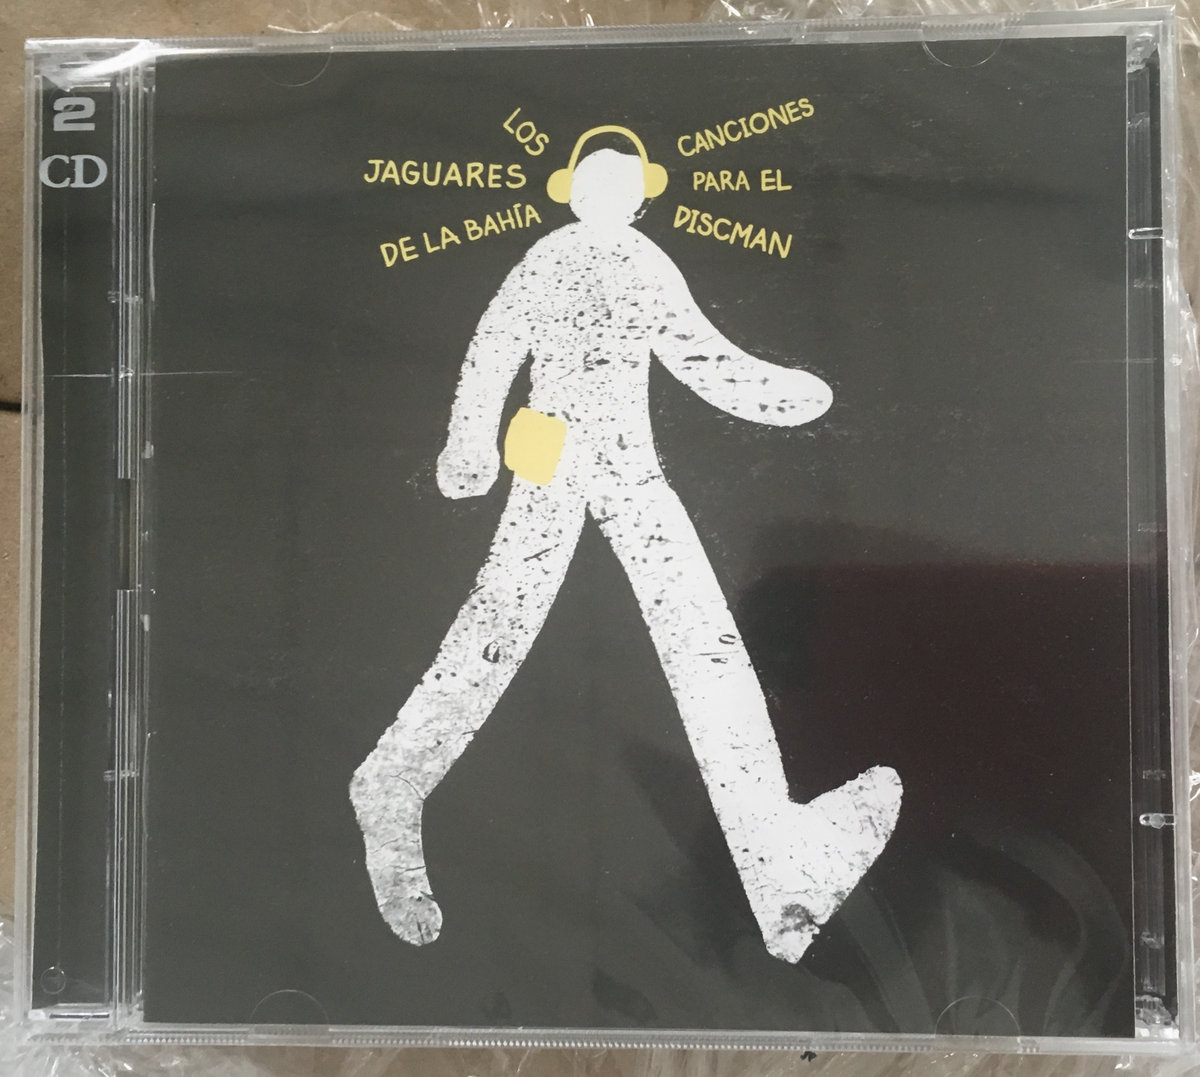 2
CD
LOS
JAGUARES
DE LA BAHÍA
CANCIONES
PARA EL
DISCMAN